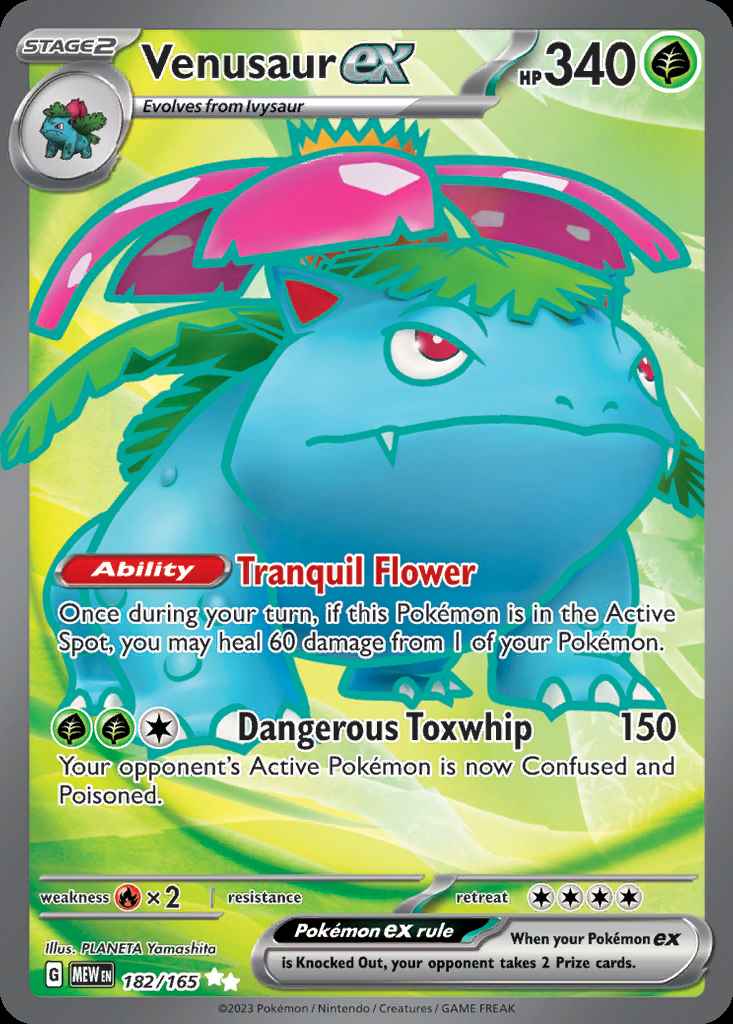 STAGE2
Venusaur ex
HP 340
Evolves from Ivysaur
Ability Tranquil Flower
Once during your turn, if this Pokémon is in the Active
Spot, you may heal 60 damage from 1 of your Pokémon.
Dangerous Toxwhip 150
Your opponent's Active Pokémon is now Confused and
Poisoned.
weakness ×2 resistance retreat
Pokémon ex rule When your Pokémon ex
is Knocked Out, your opponent takes 2 Prize cards.
Illus. PLANETA Yamashita
G MEW EN 182/165
©2023 Pokémon / Nintendo / Creatures / GAME FREAK